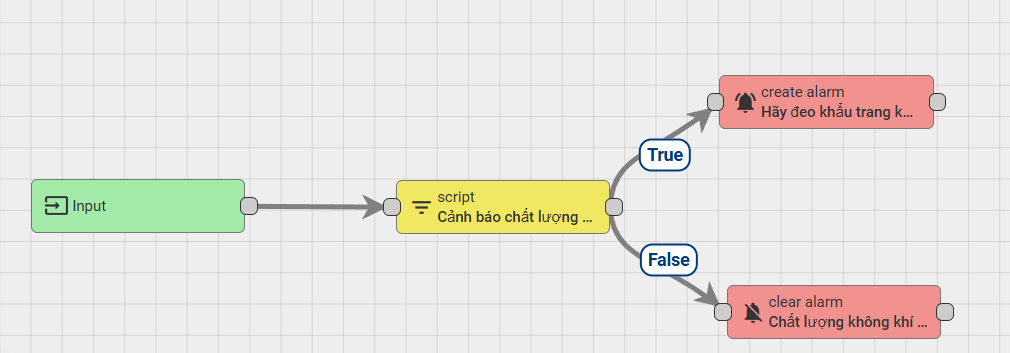 create alarm
Hãy đeo khẩu trang k...
True
Input
script
Cảnh báo chất lượng ...
False
clear alarm
Chất lượng không khí ...